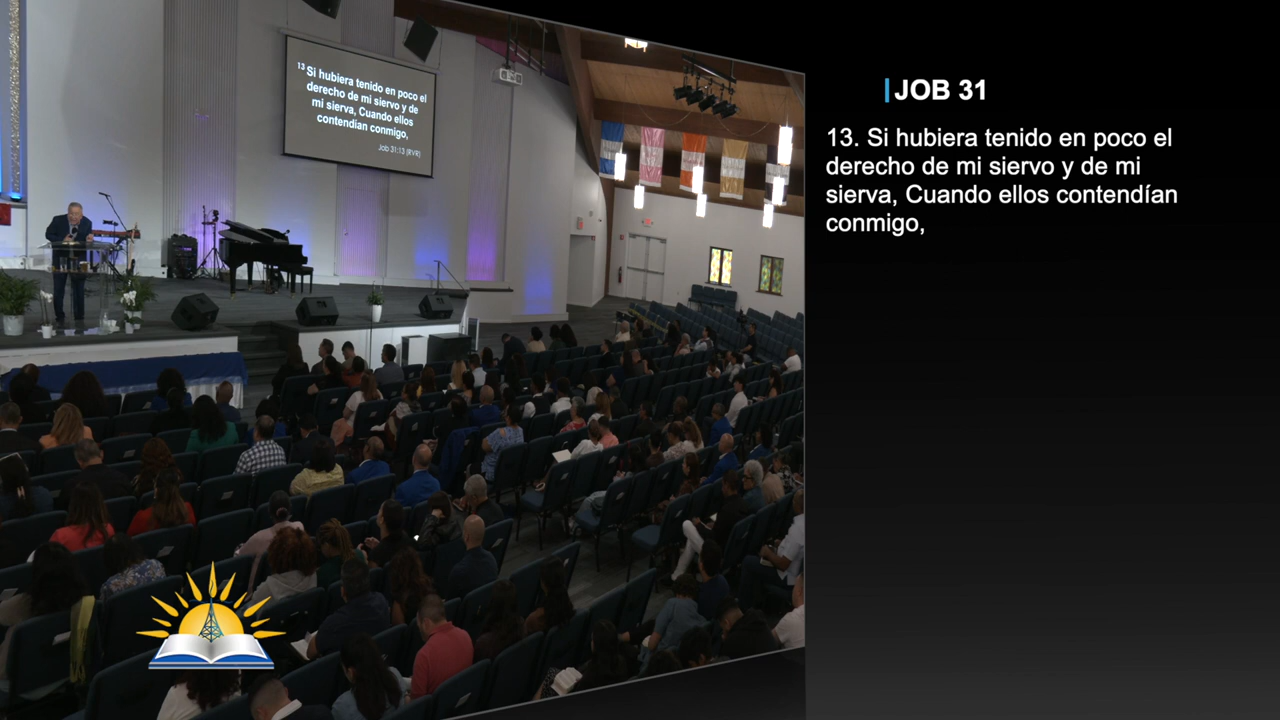 13 Si hubiera tenido en poco el
derecho de mi siervo y de
mi sierva, Cuando ellos
contendían conmigo,
Job 31:13 (RVR)
JOB 31
13. Si hubiera tenido en poco el
derecho de mi siervo y de mi
sierva, Cuando ellos contendían
conmigo,